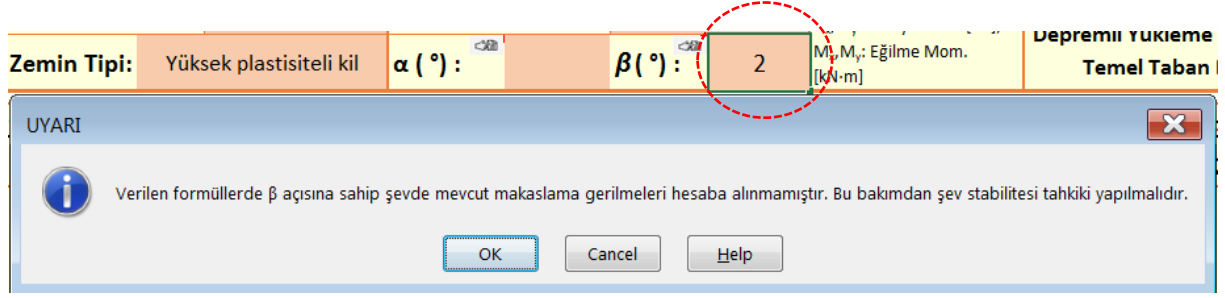 Zemin Tipi: Yüksek plastisiteli kil α ( °) : β ( °) : 2
Mₓ,Mᵧ: Eğilme Mom.
[kN·m]
Depremli Yükleme
Temel Taban
UYARI
Verilen formüllerde β açısına sahip şevde mevcut makaslama gerilmeleri hesaba alınmamıştır. Bu bakımdan şev stabilitesi tahkiki yapılmalıdır.
OK Cancel Help